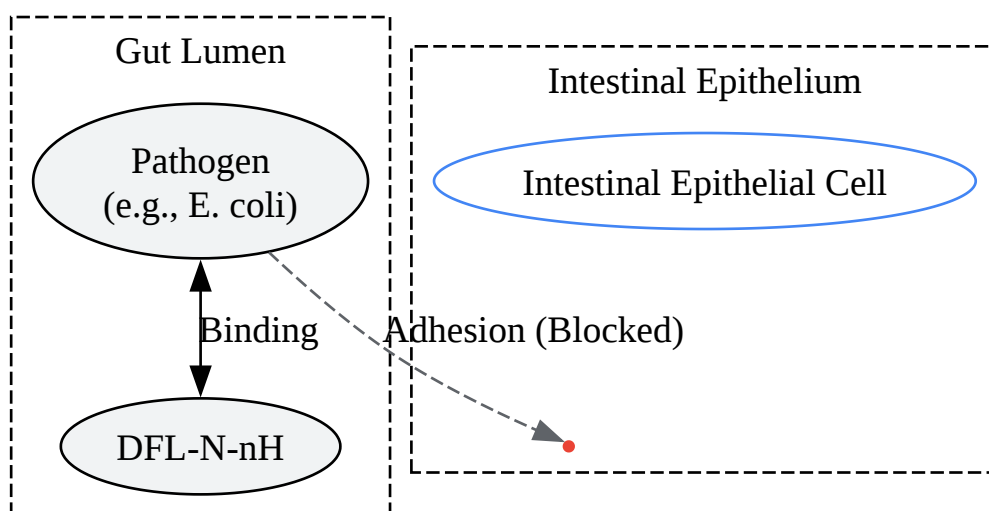 Gut Lumen
Intestinal Epithelium
Pathogen
(e.g., E. coli)
Intestinal Epithelial Cell
Binding
Adhesion (Blocked)
DFL-N-nH